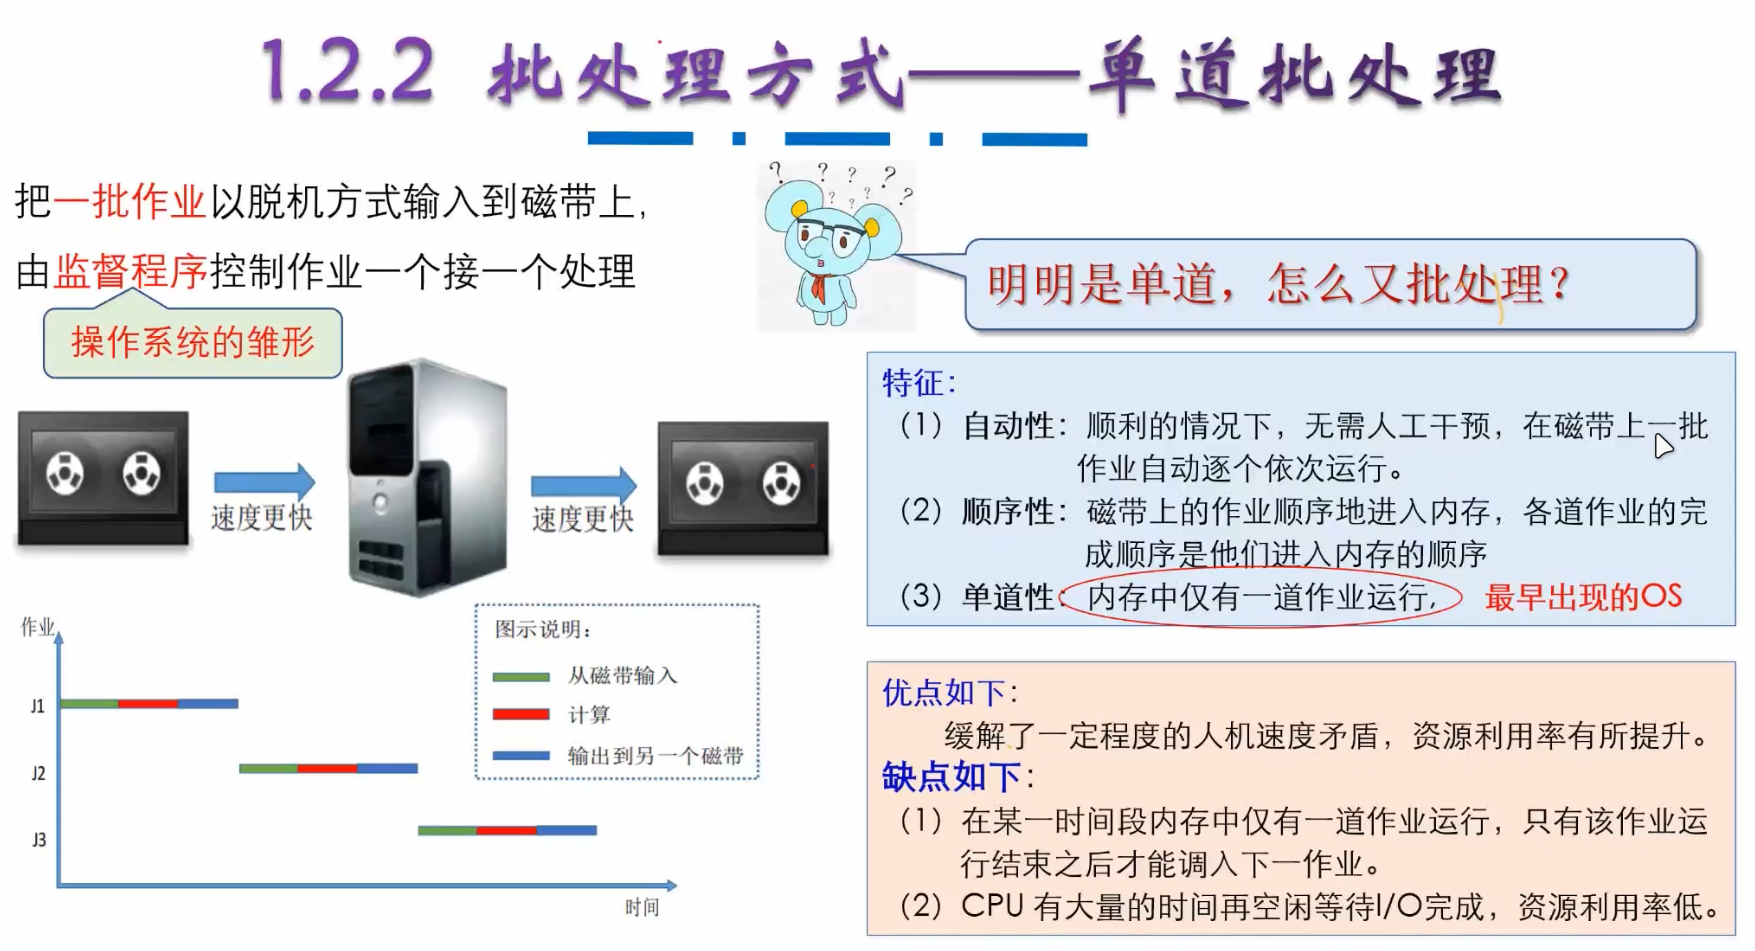 1.2.2 批处理方式——单道批处理
把一批作业以脱机方式输入到磁带上,
由监督程序控制作业一个接一个处理
操作系统的雏形
? ? ? ? ? ? ? ?
明明是单道，怎么又批处理？
速度更快
速度更快
特征：
（1）自动性：顺利的情况下，无需人工干预，在磁带上一批
作业自动逐个依次运行。
（2）顺序性：磁带上的作业顺序地进入内存，各道作业的完
成顺序是他们进入内存的顺序
（3）单道性：内存中仅有一道作业运行, 最早出现的OS
作业
J1
J2
J3
时间
图示说明：
从磁带输入
计算
输出到另一个磁带
优点如下：
缓解了一定程度的人机速度矛盾，资源利用率有所提升。
缺点如下：
（1）在某一时间段内存中仅有一道作业运行，只有该作业运
行结束之后才能调入下一作业。
（2）CPU 有大量的时间再空闲等待I/O完成，资源利用率低。